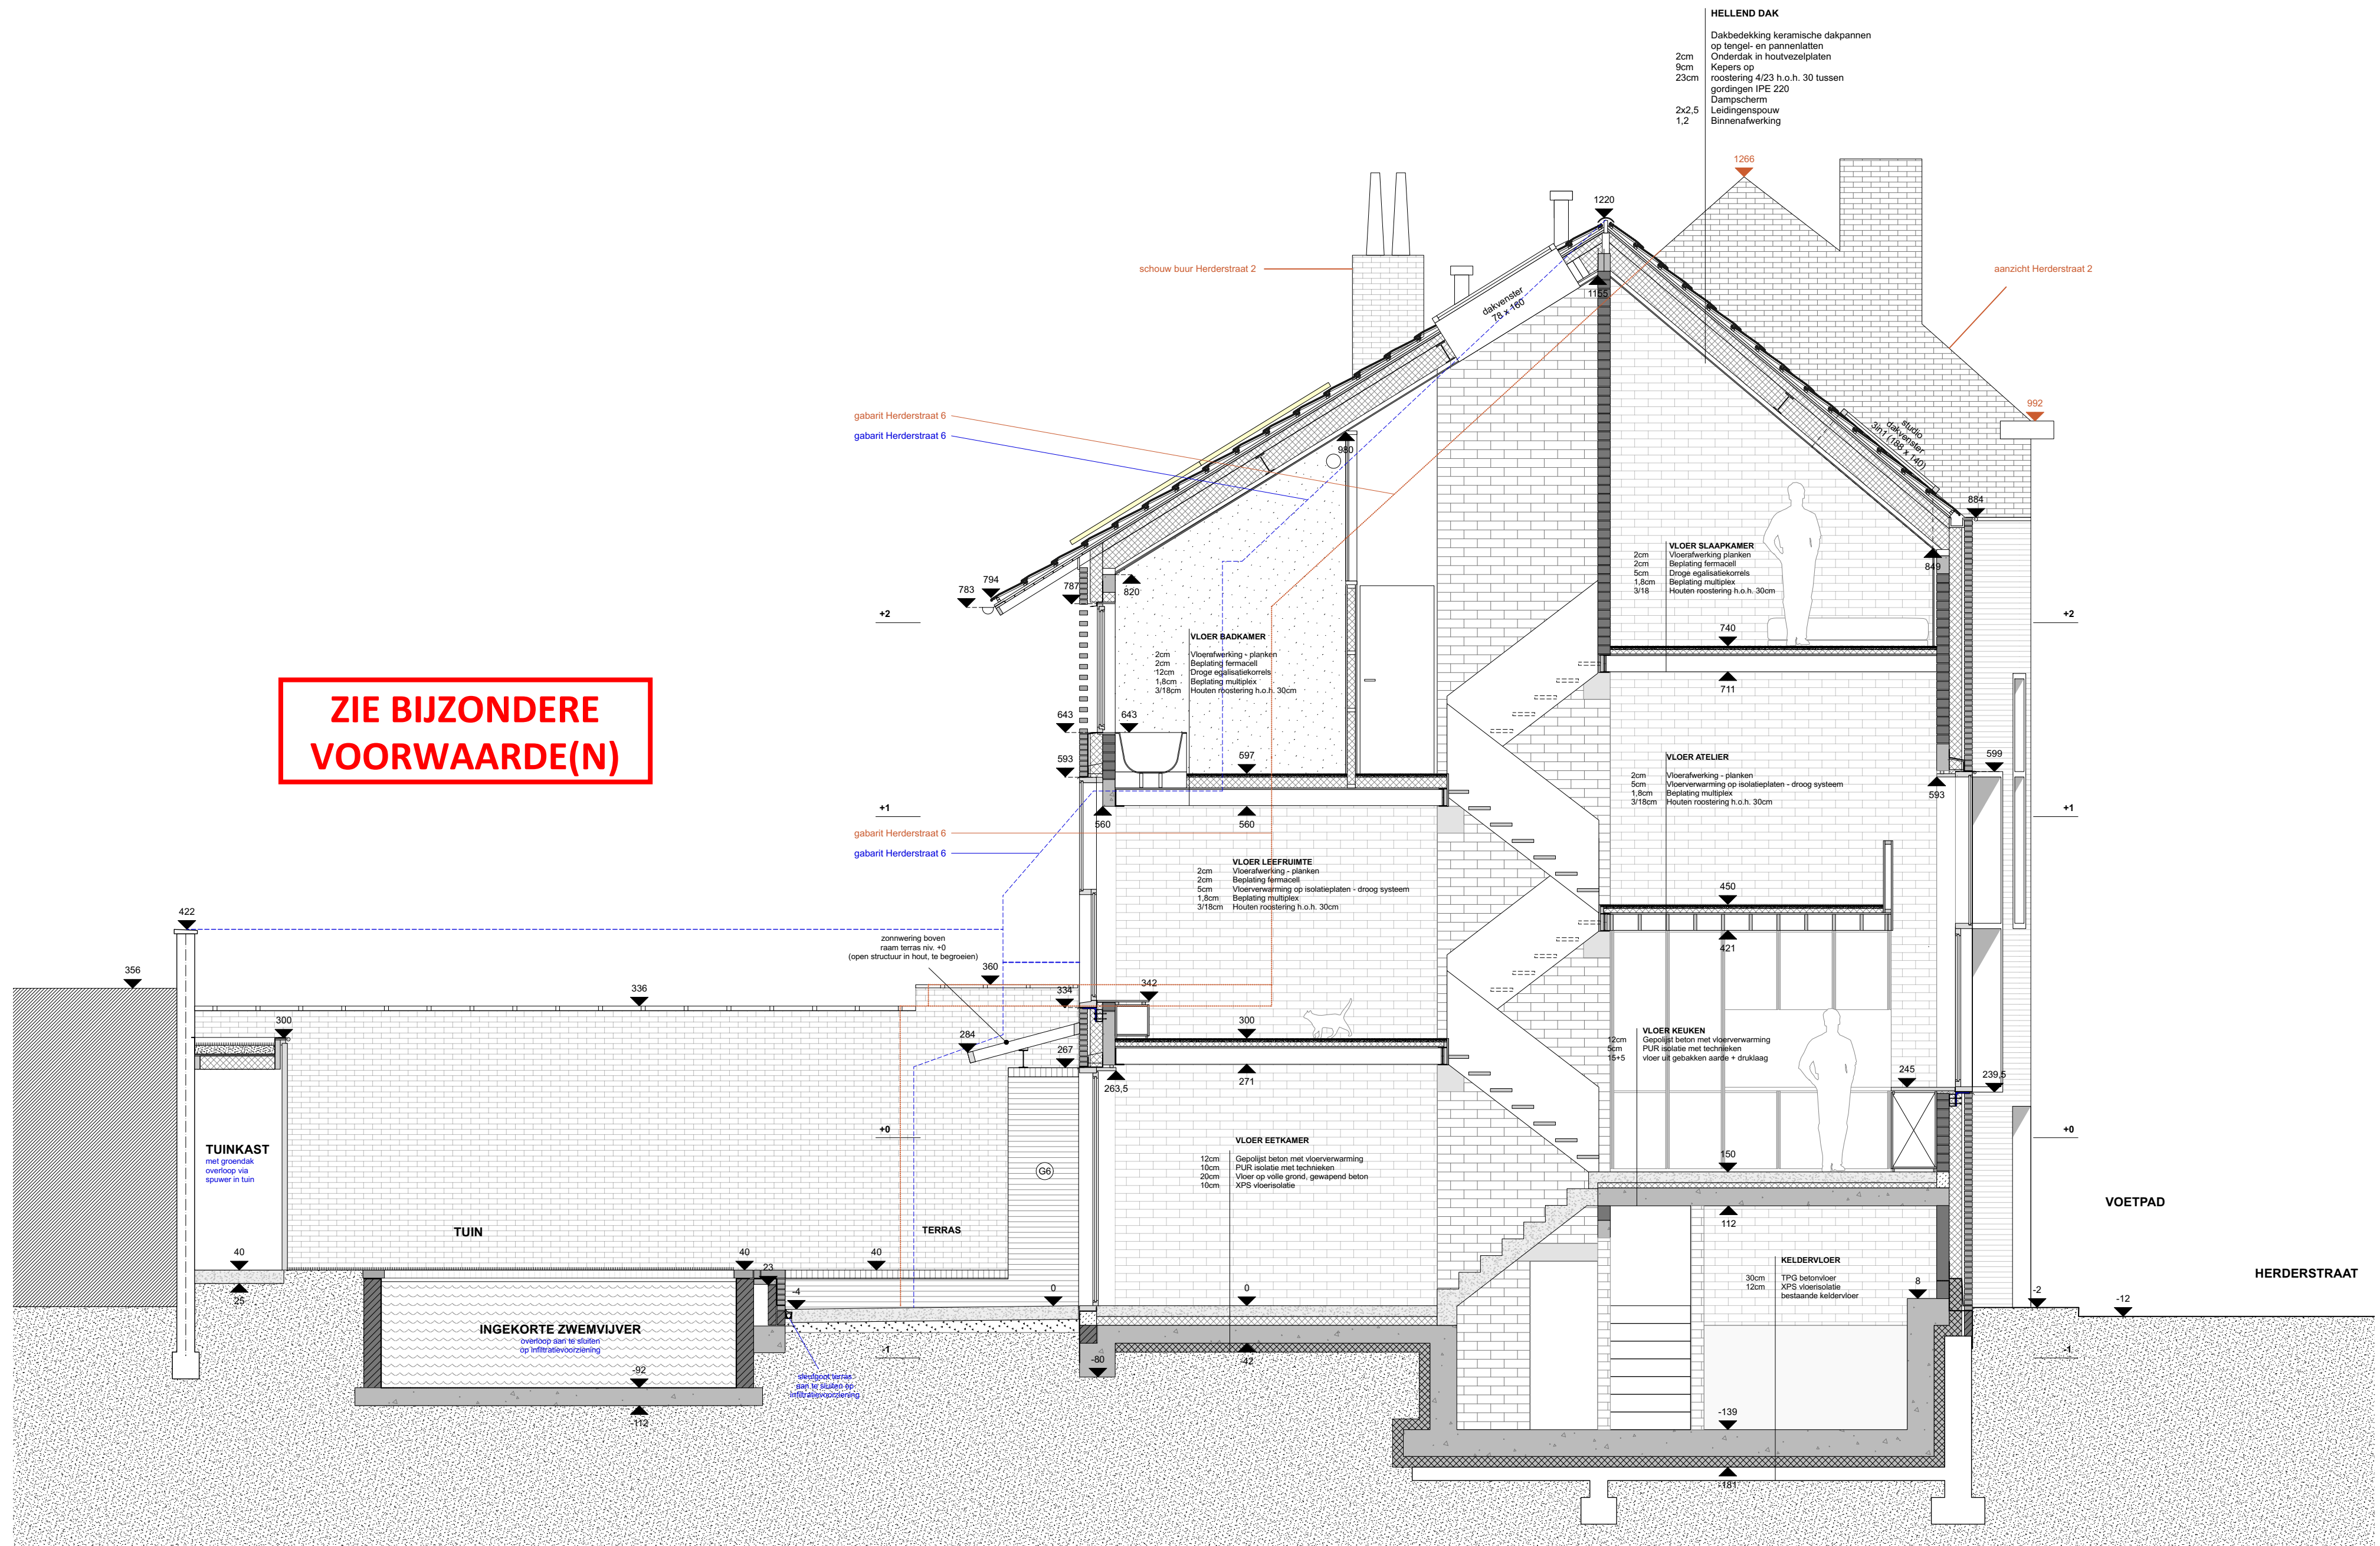 HELLEND DAK
Dakbedekking keramische dakpannen
op tengel- en pannenlatten
2cm Onderdak in houtvezelplaten
9cm Kepers op
23cm roostering 4/23 h.o.h. 30 tussen
gordingen IPE 220
Dampscherm
2x2,5 Leidingenspouw
1,2 Binnenafwerking
1266
1220
schouw buur Herderstraat 2
aanzicht Herderstraat 2
1155
dakvenster
78 x 160
gabarit Herderstraat 6
gabarit Herderstraat 6
992
studio
dakvenster
3in1 (188 x 140)
980
884
849
783
794
787
820
VLOER SLAAPKAMER
2cm Vloerafwerking planken
2cm Beplating fermacell
5cm Droge egalisatiekorrels
1,8cm Beplating multiplex
3/18 Houten roostering h.o.h. 30cm
+2
+2
740
711
VLOER BADKAMER
2cm Vloerafwerking - planken
2cm Beplating fermacell
12cm Droge egalisatiekorrels
1,8cm Beplating multiplex
3/18cm Houten roostering h.o.h. 30cm
ZIE BIJZONDERE
VOORWAARDE(N)
643
643
593
597
599
593
VLOER ATELIER
2cm Vloerafwerking - planken
5cm Vloerverwarming op isolatieplaten - droog systeem
1,8cm Beplating multiplex
3/18cm Houten roostering h.o.h. 30cm
+1
+1
560
560
gabarit Herderstraat 6
gabarit Herderstraat 6
VLOER LEEFRUIMTE
2cm Vloerafwerking - planken
2cm Beplating fermacell
5cm Vloerverwarming op isolatieplaten - droog systeem
1,8cm Beplating multiplex
3/18cm Houten roostering h.o.h. 30cm
450
421
422
zonnwering boven
raam terras niv. +0
(open structuur in hout, te begroeien)
356
336
360
334
342
300
284
267
300
271
263,5
VLOER KEUKEN
12cm Gepolijst beton met vloerverwarming
5cm PUR isolatie met technieken
15+5 vloer uit gebakken aarde + druklaag
245
239,5
+0
+0
TUINKAST
met groendak
overloop via
spuwer in tuin
G6
VLOER EETKAMER
12cm Gepolijst beton met vloerverwarming
10cm PUR isolatie met technieken
20cm Vloer op volle grond, gewapend beton
10cm XPS vloerisolatie
150
112
VOETPAD
TUIN
TERRAS
40
25
40
23
40
-4
0
0
KELDERVLOER
30cm TPG betonvloer
12cm XPS vloerisolatie
bestaande keldervloer
8
-2
-12
HERDERSTRAAT
INGEKORTE ZWEMVIJVER
overloop aan te sluiten
op infiltratievoorziening
-1
-1
-92
-112
sleufgoot terras
aan te sluiten op
infiltratievoorziening
-80
-42
-139
-181